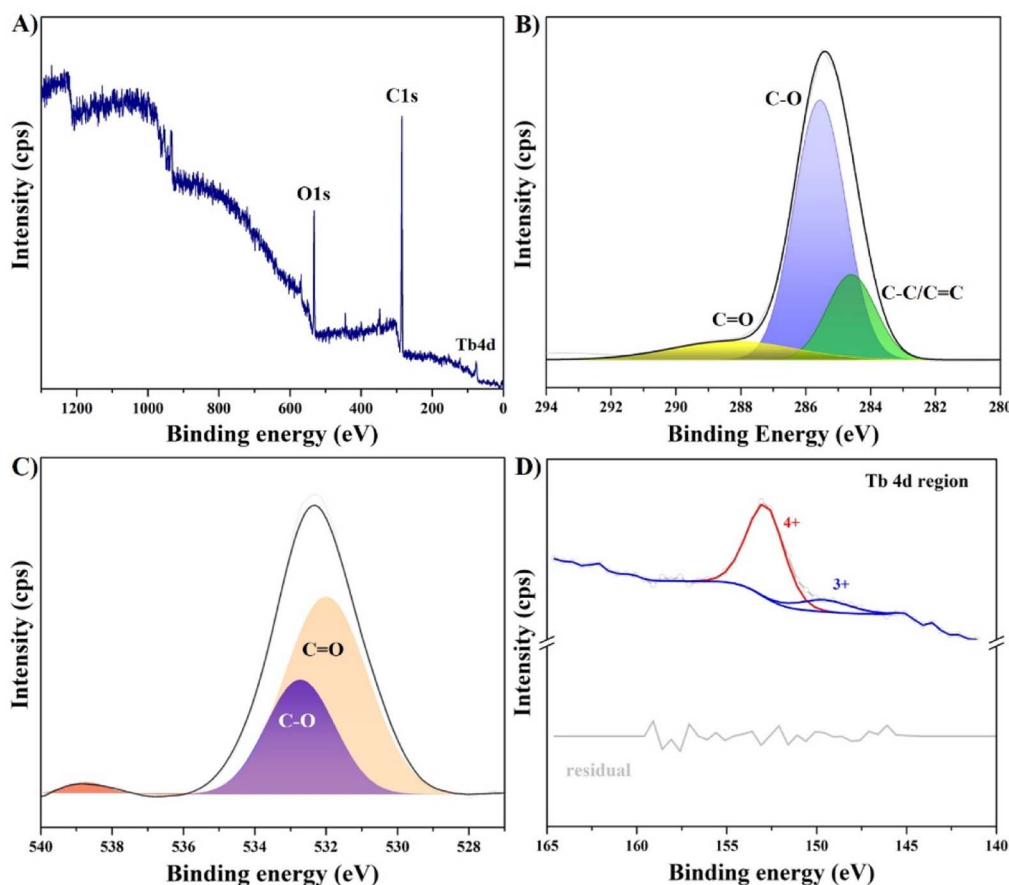 A)
Intensity (cps)
C1s
O1s
Tb4d
1200 1000 800 600 400 200 0
Binding energy (eV)
B)
Intensity (cps)
C-O
C-C/C=C
C=O
294 292 290 288 286 284 282 280
Binding Energy (eV)
C)
Intensity (cps)
C=O
C-O
540 538 536 534 532 530 528
Binding energy (eV)
D)
Intensity (cps)
Tb 4d region
4+
3+
residual
165 160 155 150 145 140
Binding energy (eV)